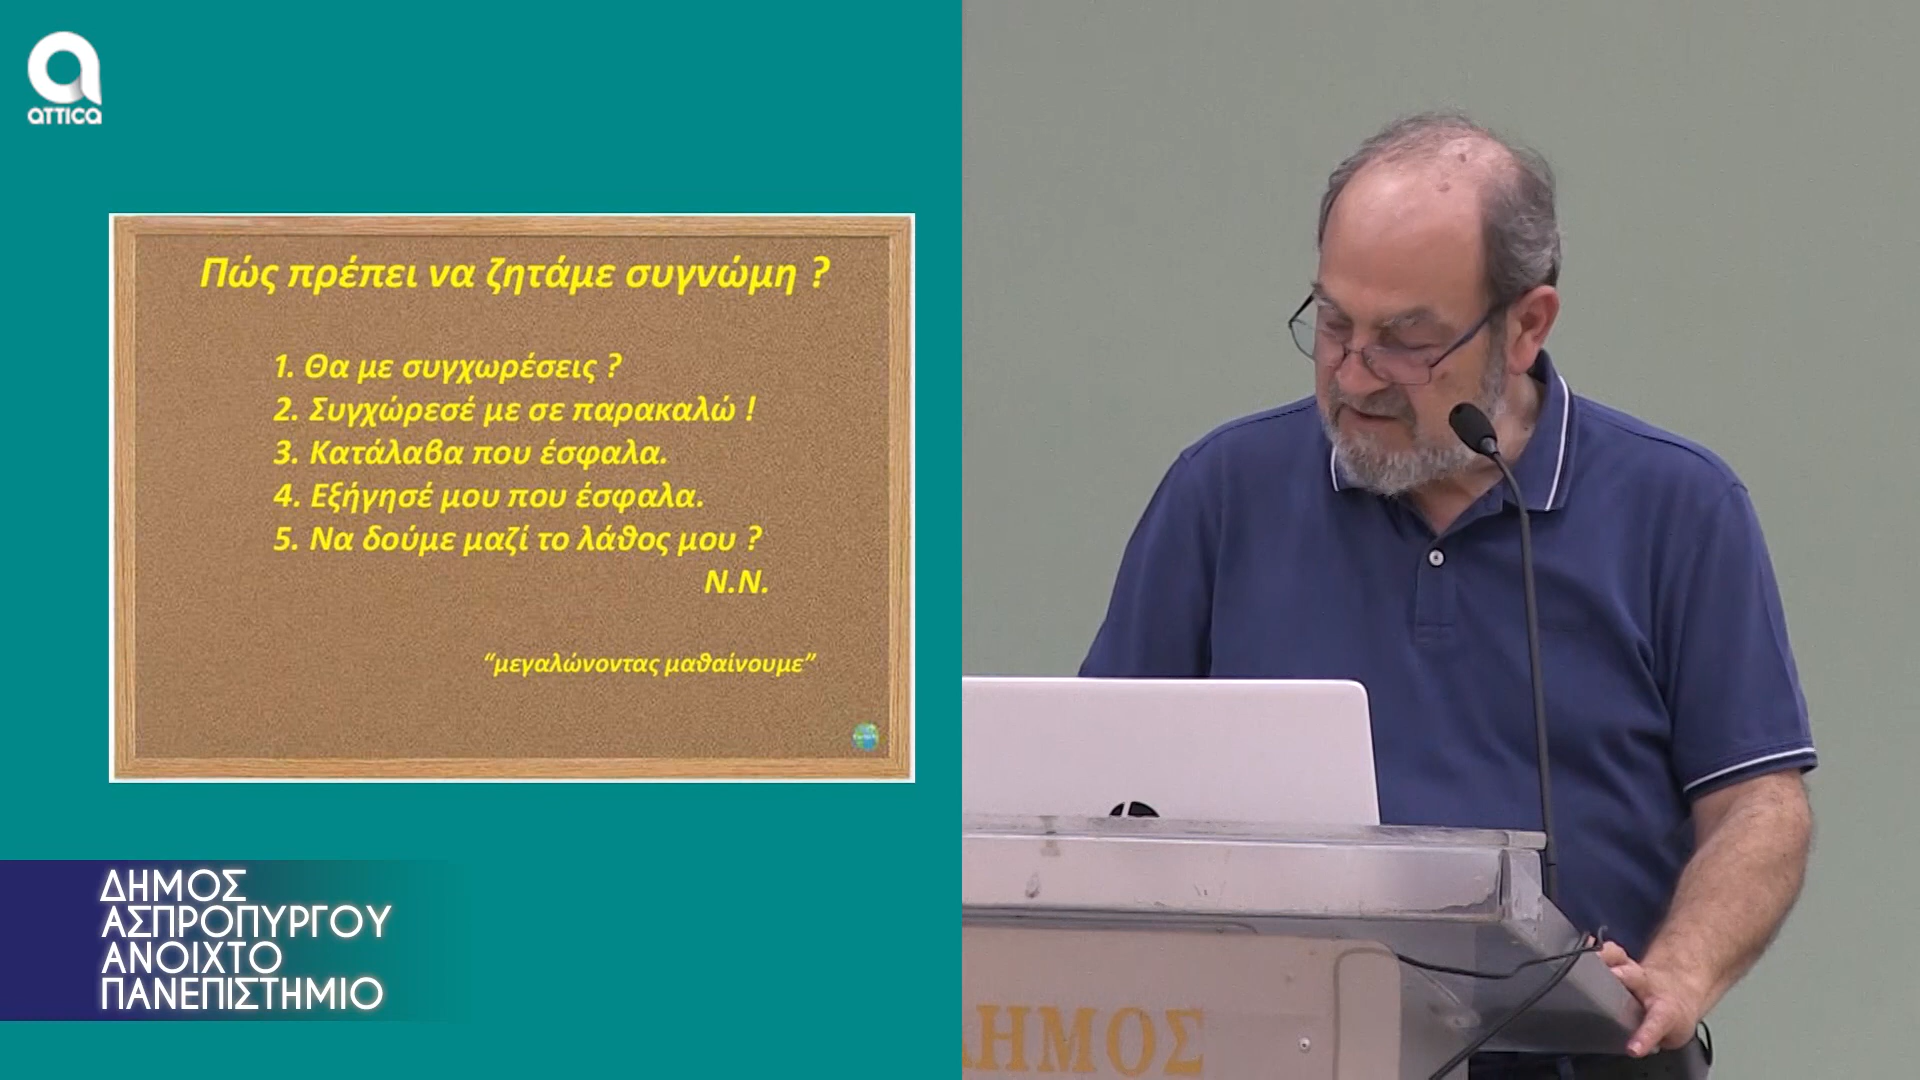 aττιca
Πώς πρέπει να ζητάμε συγνώμη ?
1. Θα με συγχωρέσεις ?
2. Συγχώρεσέ με σε παρακαλώ !
3. Κατάλαβα που έσφαλα.
4. Εξήγησέ μου που έσφαλα.
5. Να δούμε μαζί το λάθος μου ?
Ν.Ν.
“μεγαλώνοντας μαθαίνουμε”
ΔΗΜΟΣ
ΑΣΠΡΟΠΥΡΓΟΥ
ΑΝΟΙΧΤΟ
ΠΑΝΕΠΙΣΤΗΜΙΟ
ΔΗΜΟΣ